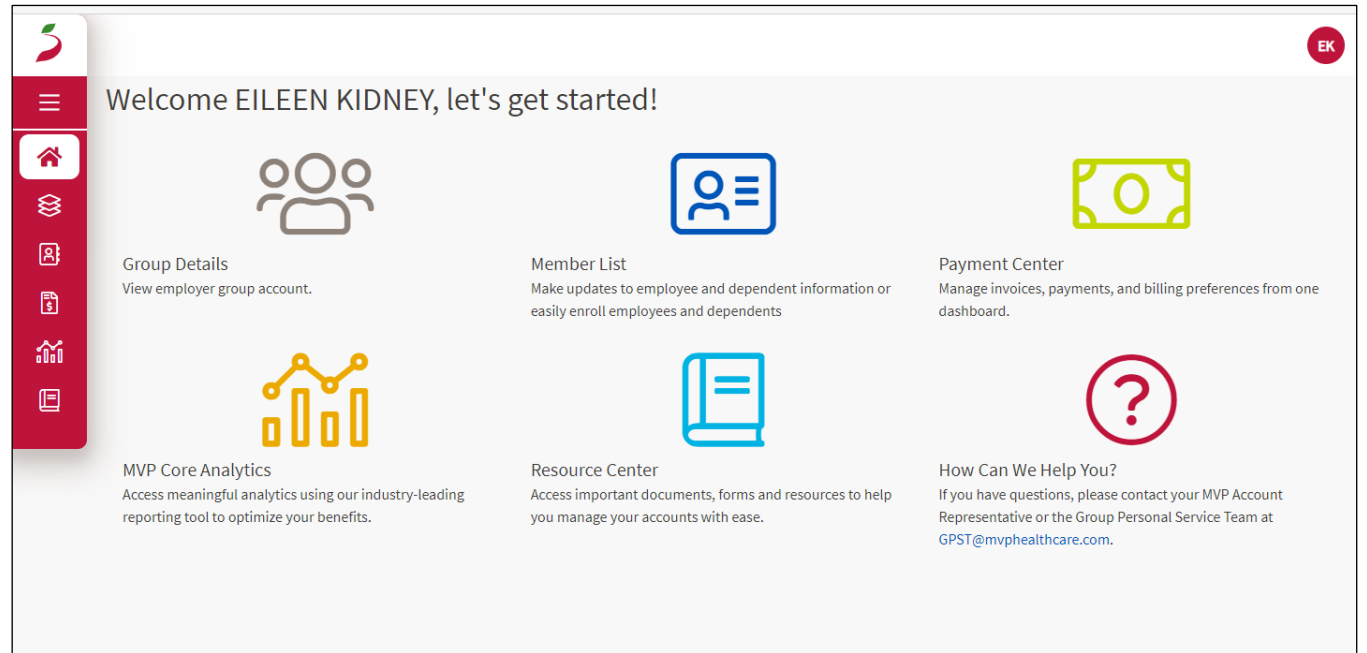 EK
Welcome EILEEN KIDNEY, let's get started!
Group Details
View employer group account.
Member List
Make updates to employee and dependent information or
easily enroll employees and dependents
Payment Center
Manage invoices, payments, and billing preferences from one
dashboard.
MVP Core Analytics
Access meaningful analytics using our industry-leading
reporting tool to optimize your benefits.
Resource Center
Access important documents, forms and resources to help
you manage your accounts with ease.
How Can We Help You?
If you have questions, please contact your MVP Account
Representative or the Group Personal Service Team at
GPST@mvphealthcare.com.